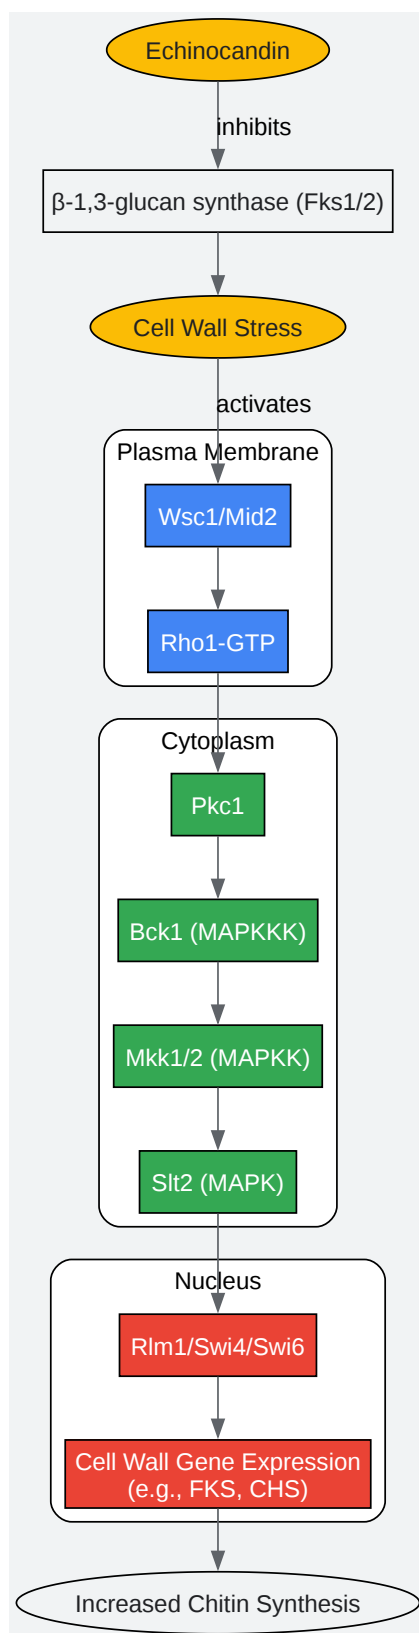 Echinocandin
inhibits
β-1,3-glucan synthase (Fks1/2)
Cell Wall Stress
activates
Plasma Membrane
Wsc1/Mid2
Rho1-GTP
Cytoplasm
Pkc1
Bck1 (MAPKKK)
Mkk1/2 (MAPKK)
Slt2 (MAPK)
Nucleus
Rlm1/Swi4/Swi6
Cell Wall Gene Expression
(e.g., FKS, CHS)
Increased Chitin Synthesis